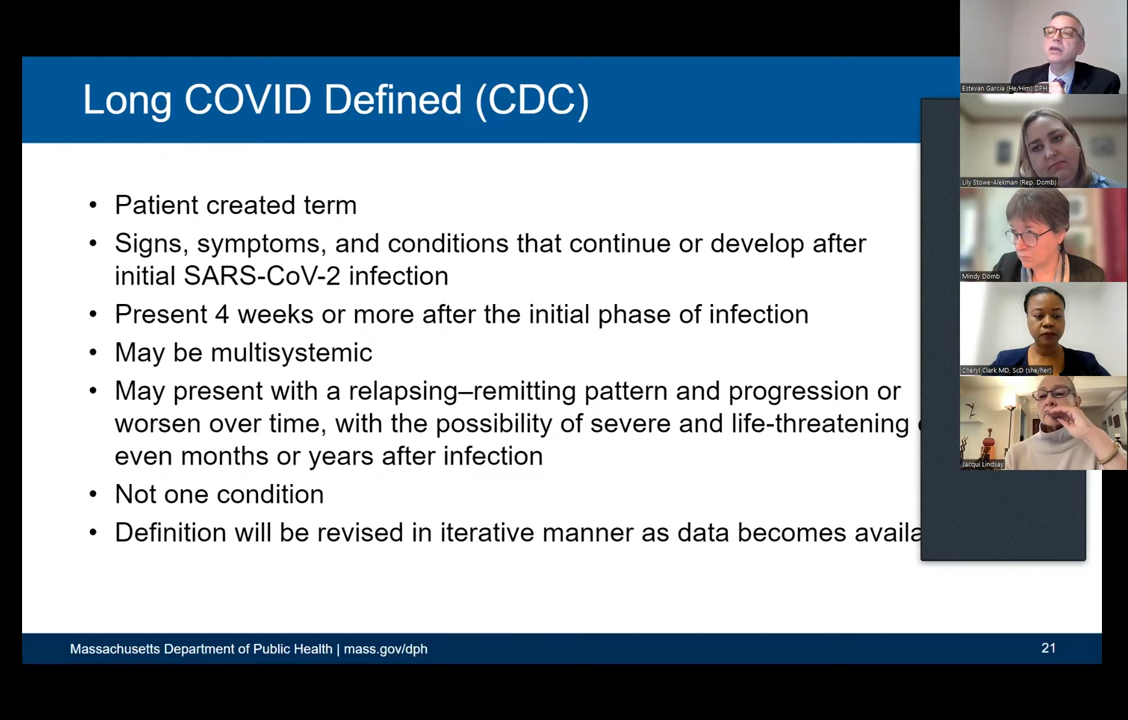 Long COVID Defined (CDC)
• Patient created term
• Signs, symptoms, and conditions that continue or develop after
initial SARS-CoV-2 infection
• Present 4 weeks or more after the initial phase of infection
• May be multisystemic
• May present with a relapsing–remitting pattern and progression or
worsen over time, with the possibility of severe and life-threatening
even months or years after infection
• Not one condition
• Definition will be revised in iterative manner as data becomes availa
Massachusetts Department of Public Health | mass.gov/dph
21
Estevan Garcia (He/Him) DPH
Lily Stowe-Alekman (Rep. Domb)
Mindy Domb
Cheryl Clark MD, ScD (she/her)
Jacqui Lindsay